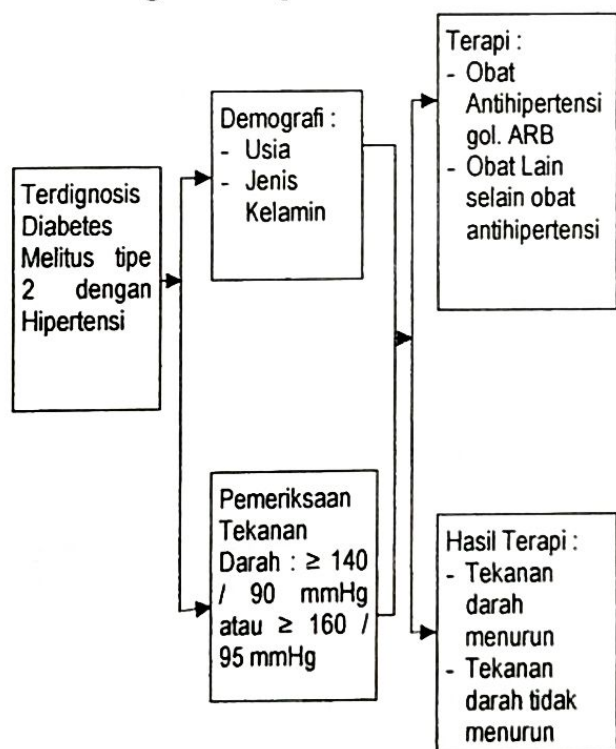 Terdignosis
Diabetes
Melitus tipe
2 dengan
Hipertensi
Demografi :
- Usia
- Jenis
Kelamin
Pemeriksaan
Tekanan
Darah : ≥ 140
/ 90 mmHg
atau ≥ 160 /
95 mmHg
Terapi :
- Obat
Antihipertensi
gol. ARB
- Obat Lain
selain obat
antihipertensi
Hasil Terapi :
- Tekanan
darah
menurun
- Tekanan
darah tidak
menurun